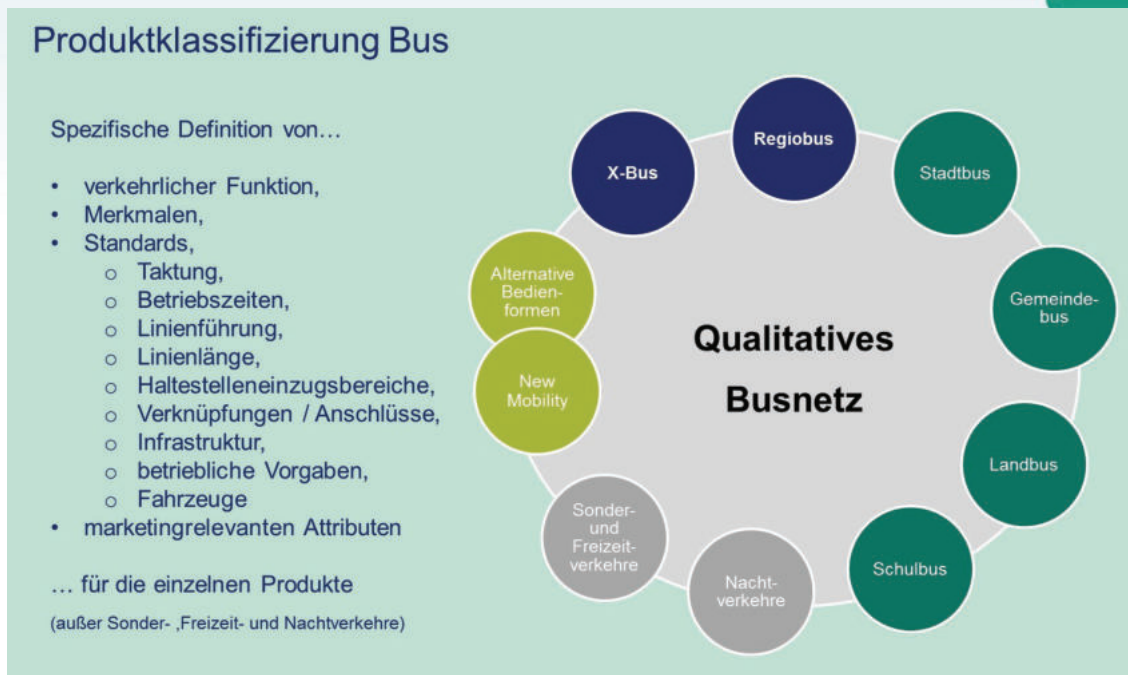 Produktklassifizierung Bus
Spezifische Definition von…
• verkehrlicher Funktion,
• Merkmalen,
• Standards,
o Taktung,
o Betriebszeiten,
o Linienführung,
o Linienlänge,
o Haltestelleneinzugsbereiche,
o Verknüpfungen / Anschlüsse,
o Infrastruktur,
o betriebliche Vorgaben,
o Fahrzeuge
• marketingrelevanten Attributen
… für die einzelnen Produkte
(außer Sonder- ,Freizeit- und Nachtverkehre)
Regiobus
Stadtbus
Gemeinde-
bus
Landbus
Schulbus
Nacht-
verkehre
Sonder-
und
Freizeit-
verkehre
New
Mobility
Alternative
Bedien-
formen
X-Bus
Qualitatives
Busnetz